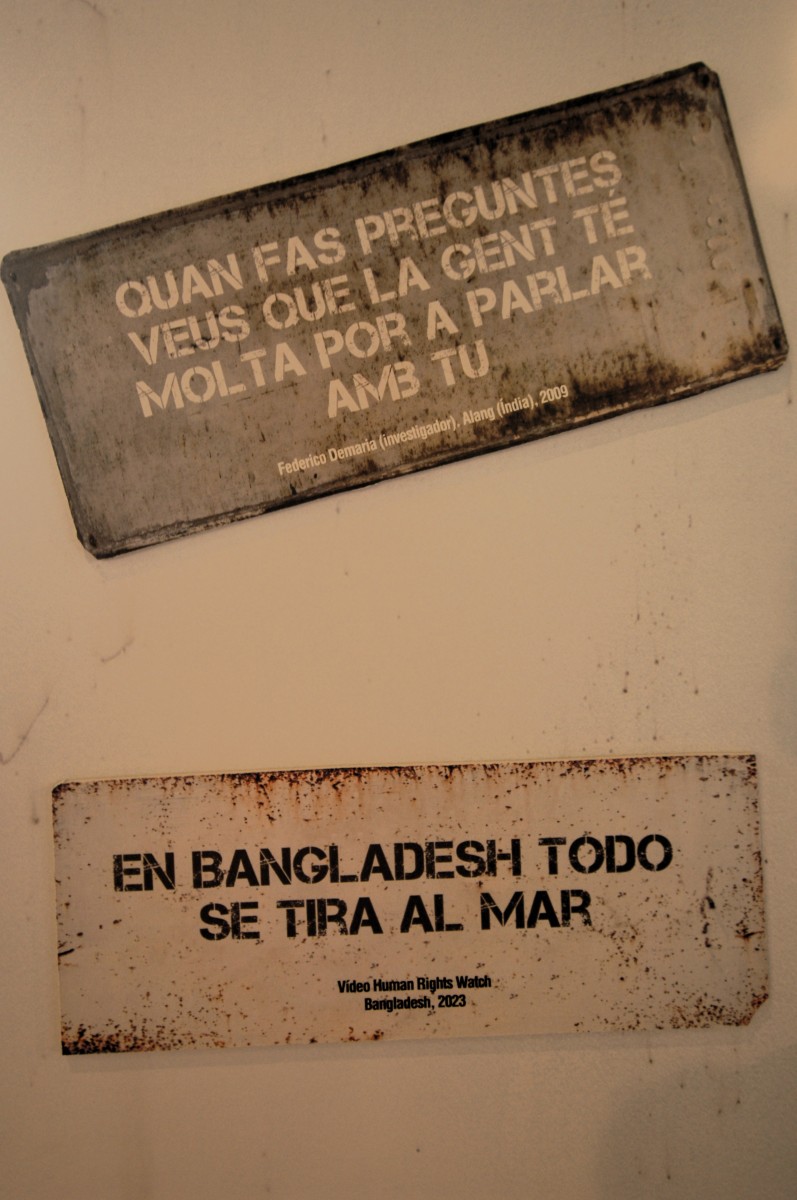 QUAN FAS PREGUNTES
VEUS QUE LA GENT TÉ
MOLTA POR A PARLAR
AMB TU
Federico Demaria (investigador), Alang (Índia), 2009
EN BANGLADESH TODO
SE TIRA AL MAR
Vídeo Human Rights Watch
Bangladesh, 2023